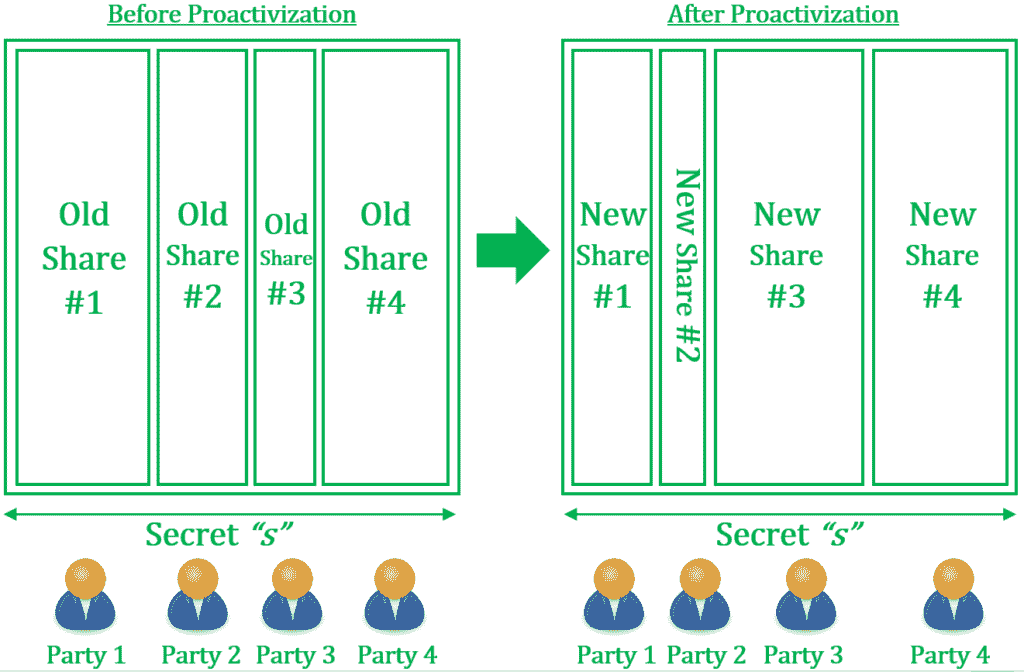 Before Proactivization
After Proactivization
Old
Share
#1
Old
Share
#2
Old
Share
#3
Old
Share
#4
New
Share
#1
New Share #2
New
Share
#3
New
Share
#4
Secret “s”
Secret “s”
Party 1
Party 2
Party 3
Party 4
Party 1
Party 2
Party 3
Party 4